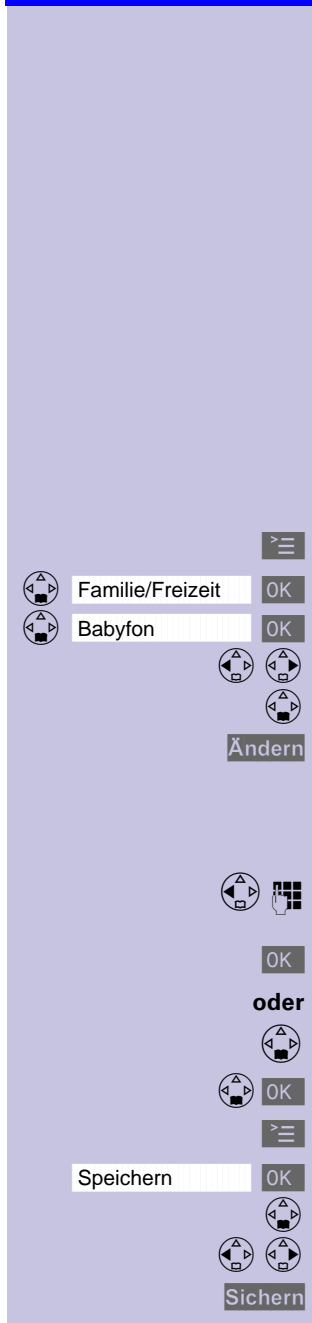 Familie/Freizeit OK
Babyfon OK
Ändern
OK
oder
OK
Speichern OK
Sichern